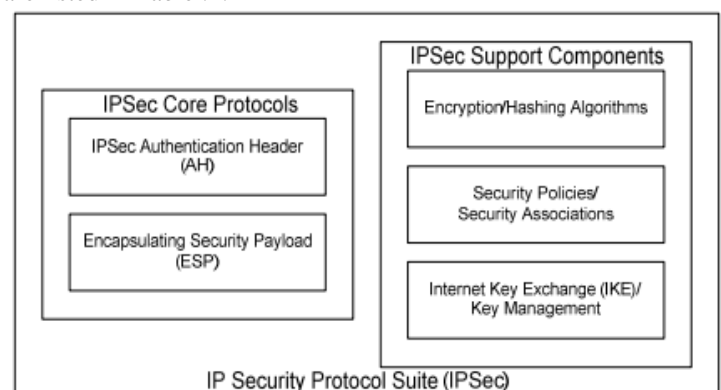 IPSec Support Components
IPSec Core Protocols
Encryption/Hashing Algorithms
IPSec Authentication Header
(AH)
Security Policies/
Security Associations
Encapsulating Security Payload
(ESP)
Internet Key Exchange (IKE)/
Key Management
IP Security Protocol Suite (IPSec)